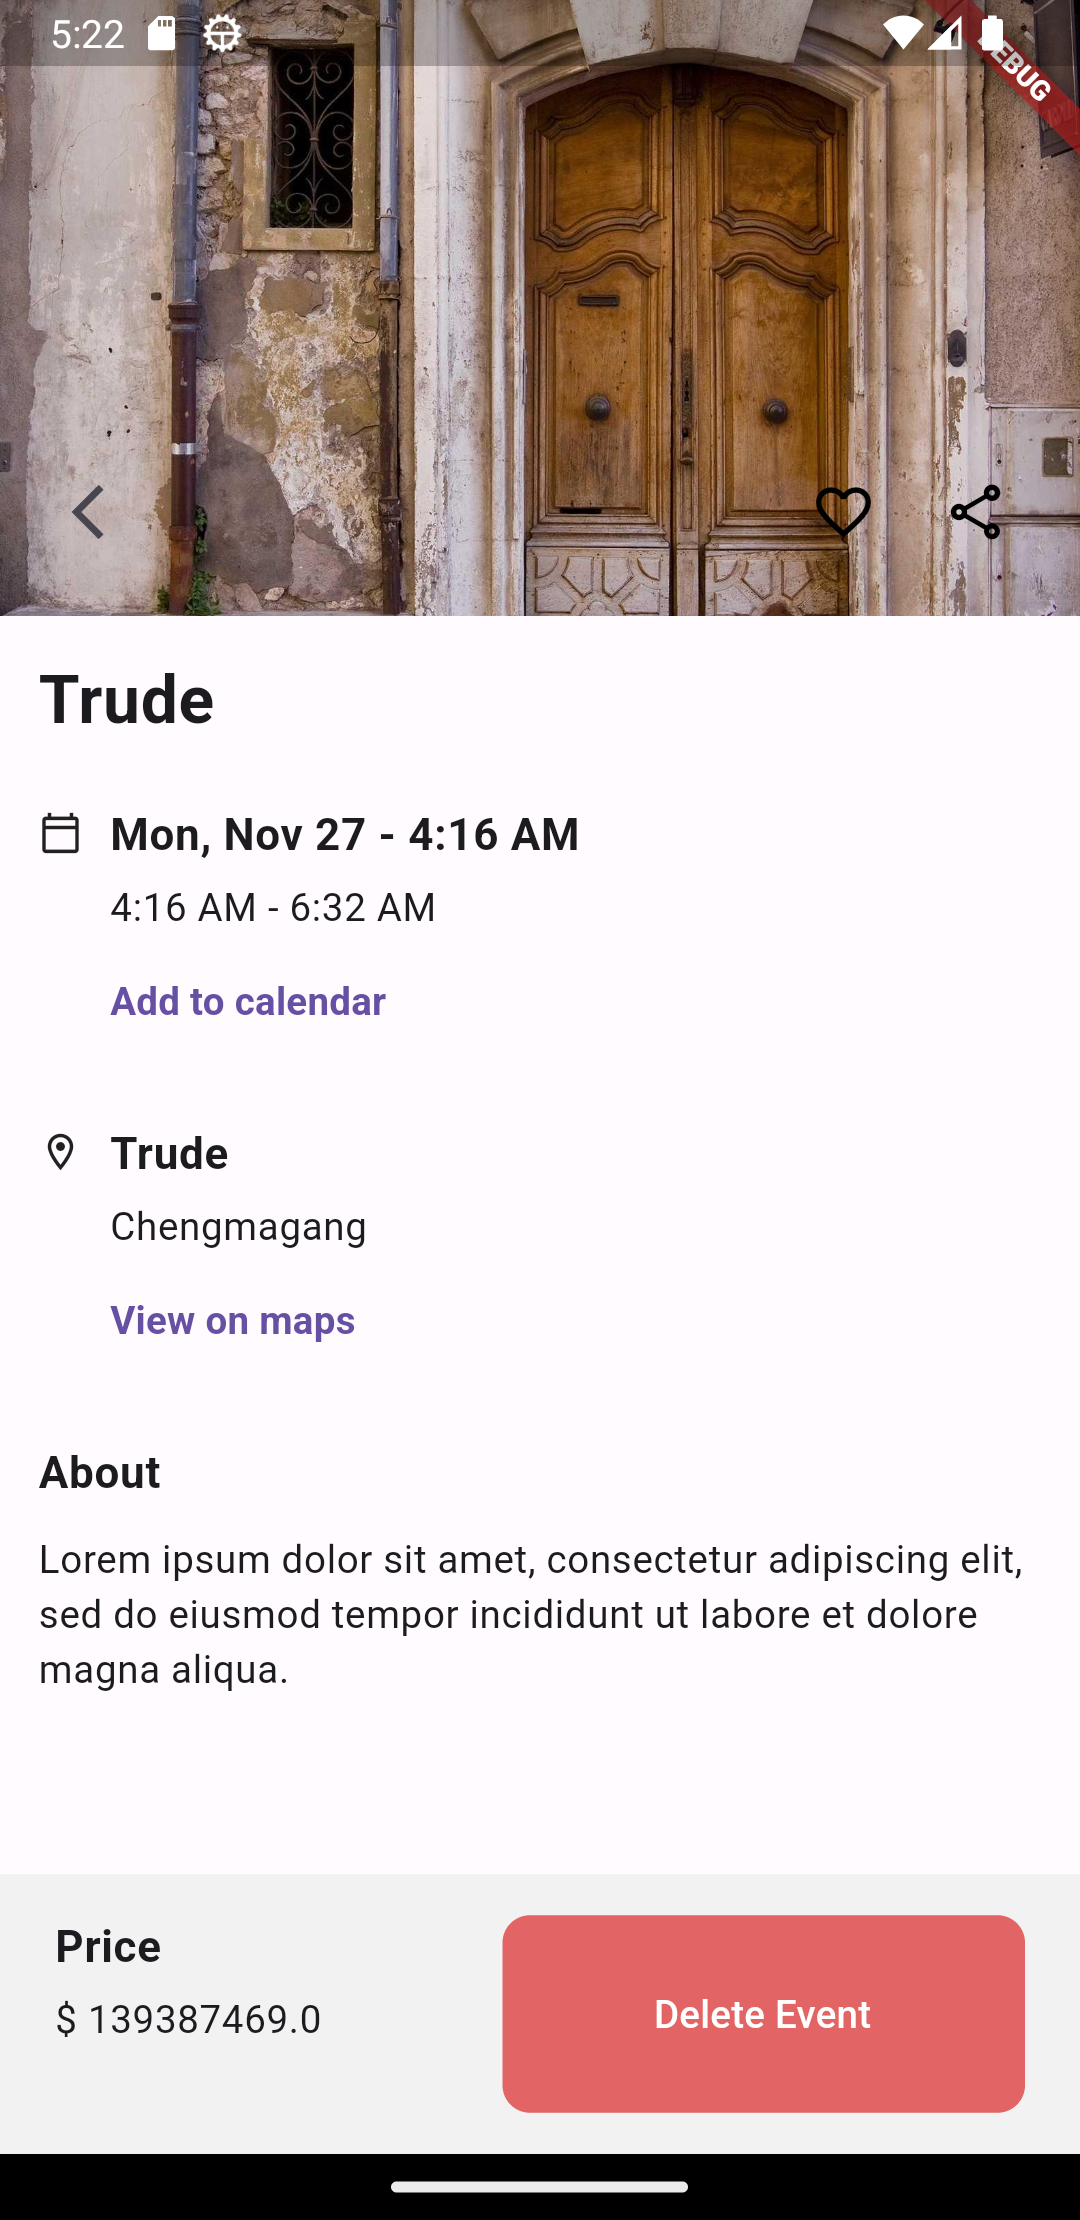 5:22
DEBUG
Trude
Mon, Nov 27 - 4:16 AM
4:16 AM - 6:32 AM
Add to calendar
Trude
Chengmagang
View on maps
About
Lorem ipsum dolor sit amet, consectetur adipiscing elit,
sed do eiusmod tempor incididunt ut labore et dolore
magna aliqua.
Price
$ 139387469.0
Delete Event